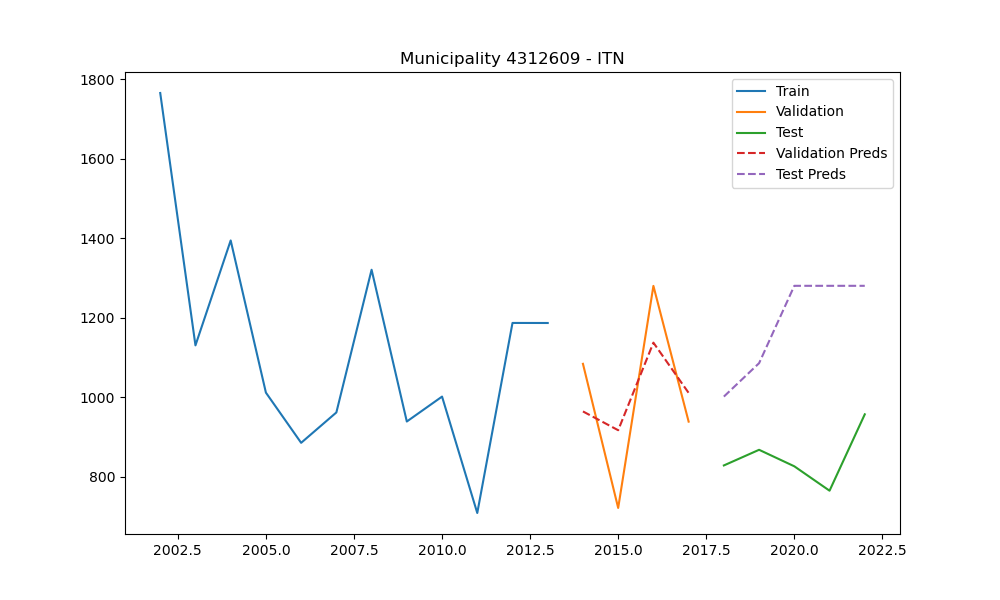 Municipality 4312609 - ITN
1800
1600
1400
1200
1000
800
2002.5
2005.0
2007.5
2010.0
2012.5
2015.0
2017.5
2020.0
2022.5
Train
Validation
Test
Validation Preds
Test Preds